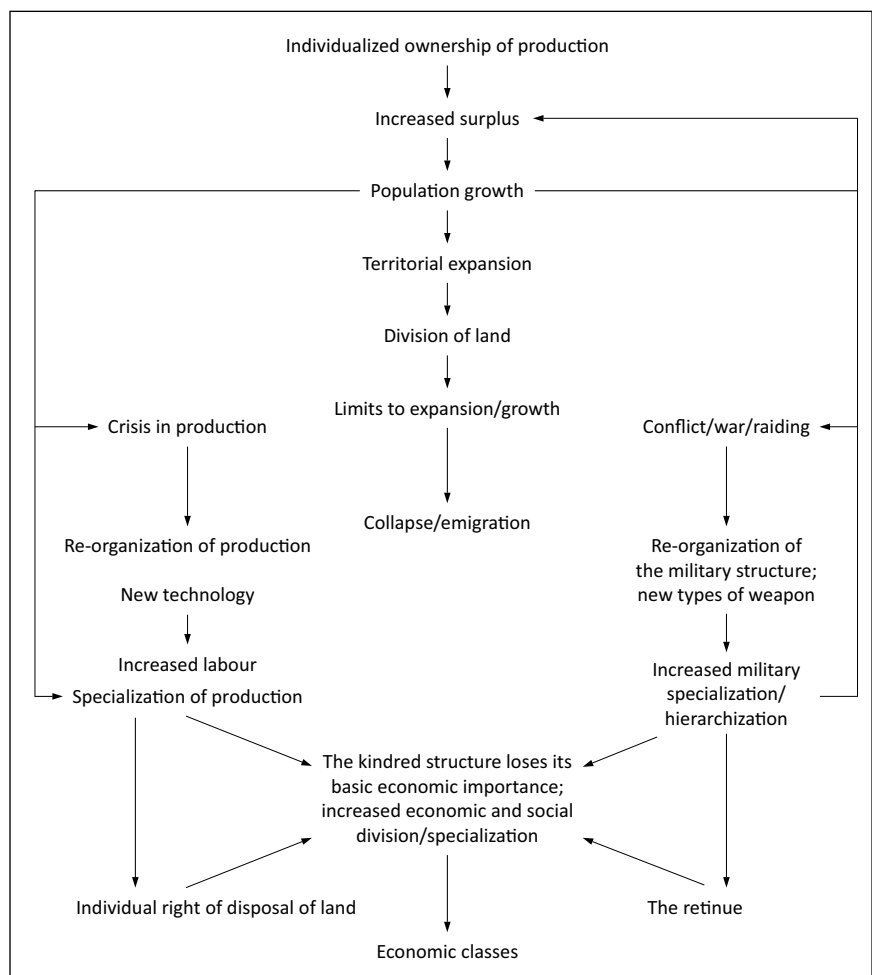 Individualized ownership of production
Increased surplus
Population growth
Territorial expansion
Division of land
Limits to expansion/growth
Crisis in production
Conflict/war/raiding
Collapse/emigration
Re-organization of production
Re-organization of
the military structure;
new types of weapon
New technology
Increased labour
Specialization of production
Increased military
specialization/
hierarchization
The kindred structure loses its
basic economic importance;
increased economic and social
division/specialization
Individual right of disposal of land
The retinue
Economic classes